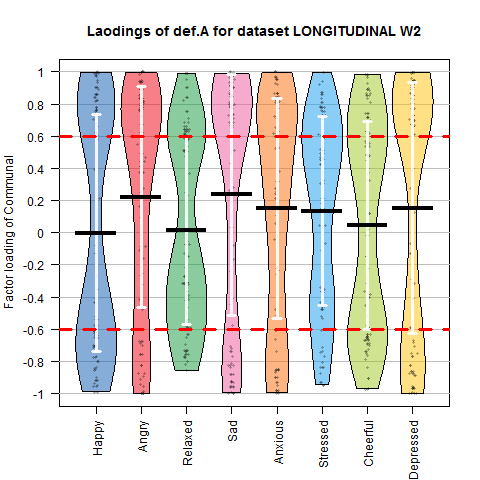 Laodings of def.A for dataset LONGITUDINAL W2
Factor loading of Communal
1
0.8
0.6
0.4
0.2
0
-0.2
-0.4
-0.6
-0.8
-1
Happy
Angry
Relaxed
Sad
Anxious
Stressed
Cheerful
Depressed